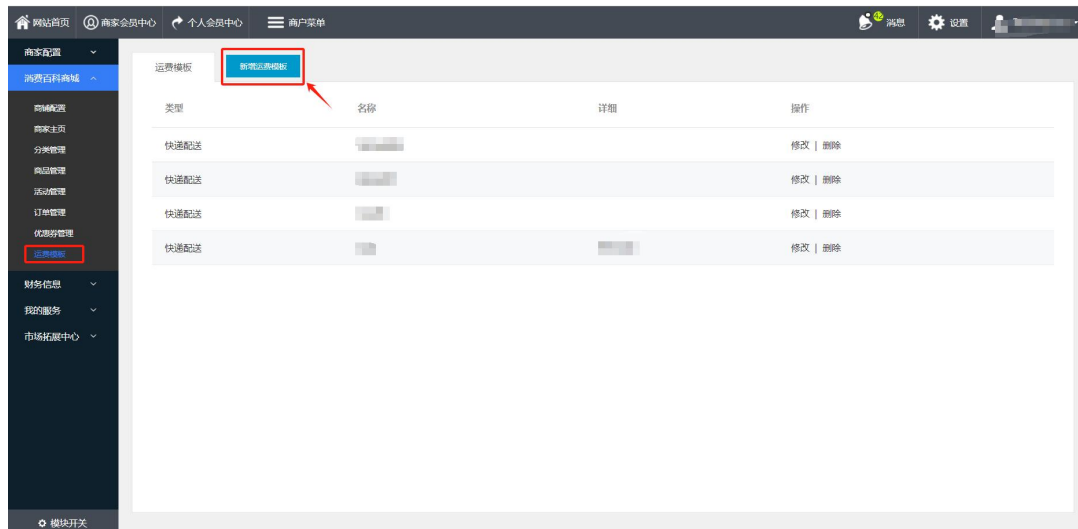 网站首页 商家会员中心 个人会员中心 商户菜单 消息 设置
商家配置
消费百科商城
商铺配置
商家主页
分类管理
商品管理
活动管理
订单管理
优惠券管理
运费模板
财务信息
我的服务
市场拓展中心
模块开关
运费模板 新增运费模板
类型 名称 详细 操作
快递配送 修改 | 删除
快递配送 修改 | 删除
快递配送 修改 | 删除
快递配送 修改 | 删除